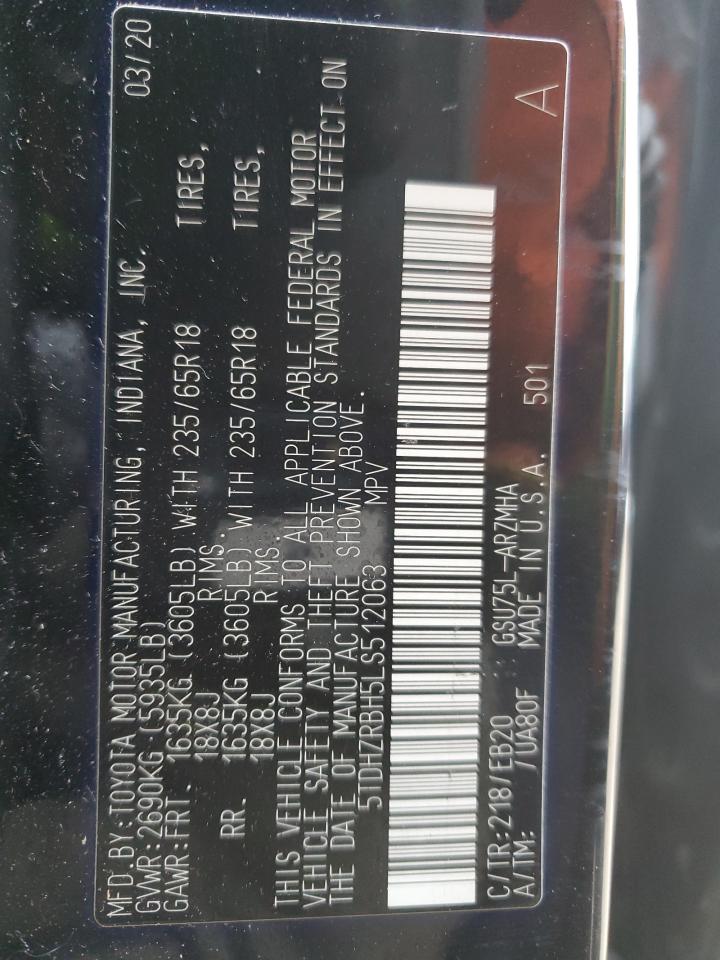 MFD.BY:TOYOTA MOTOR MANUFACTURING, INDIANA, INC. 03/20
GVWR:2690KG (5935LB)
GAWR:FRT. 1635KG (3605LB) WITH 235/65R18 TIRES,
18X8J RIMS.
RR. 1635KG (3605LB) WITH 235/65R18 TIRES,
18X8J RIMS.
THIS VEHICLE CONFORMS TO ALL APPLICABLE FEDERAL MOTOR
VEHICLE SAFETY AND THEFT PREVENTION STANDARDS IN EFFECT ON
THE DATE OF MANUFACTURE SHOWN ABOVE.
5TDHZRBH5LS512063 MPV
C/TR:218/EB20 GSU75L-ARZMHA
A/TM: /UA80F MADE IN U.S.A. 501 A